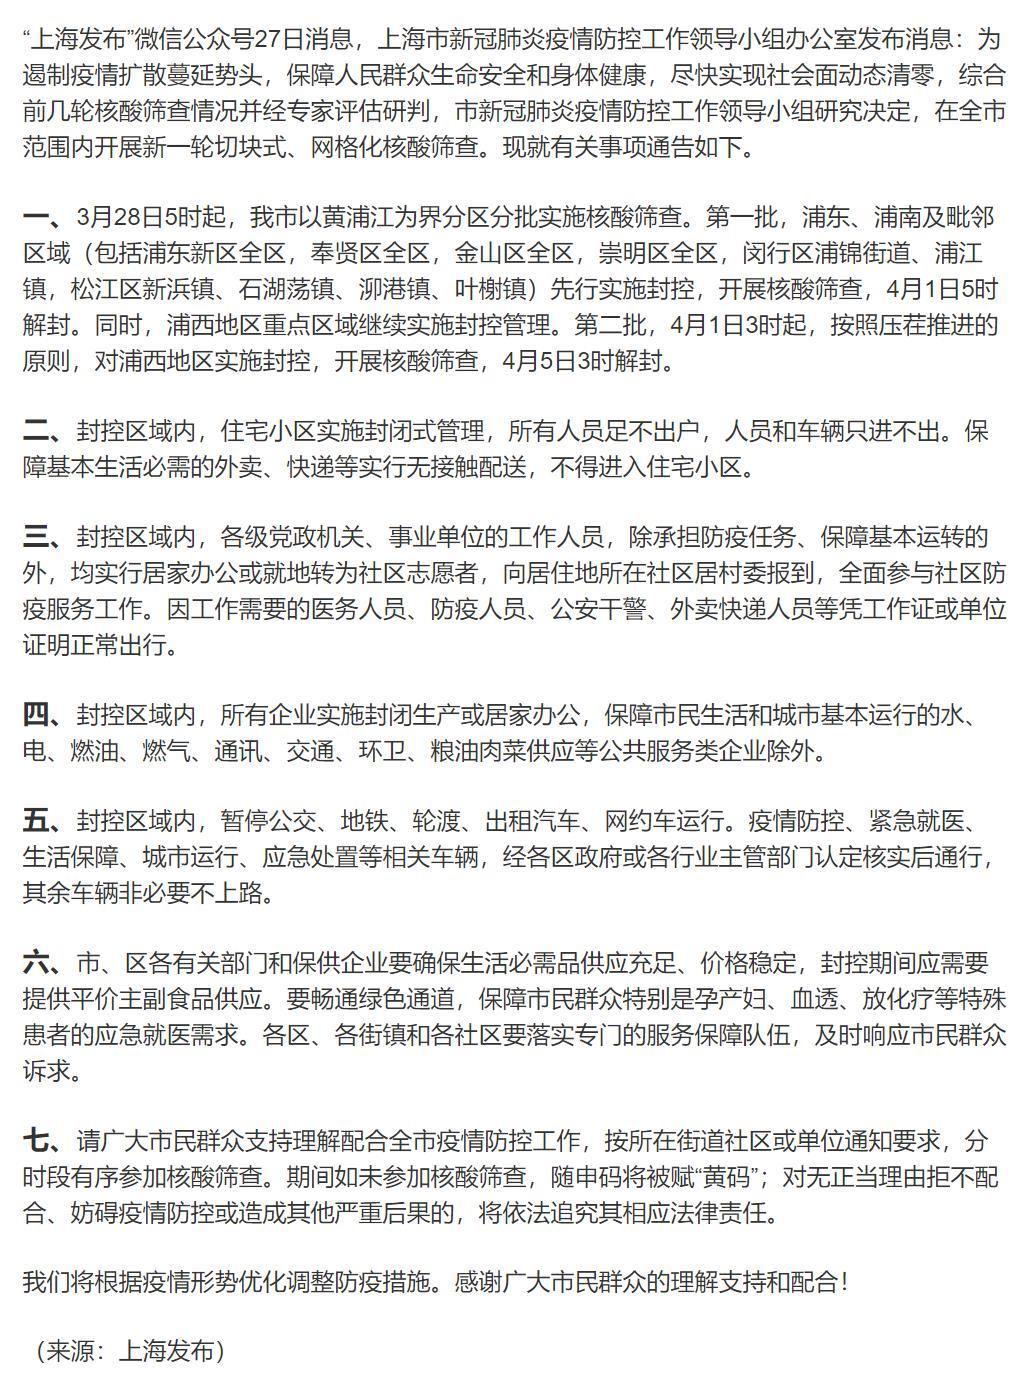 “上海发布”微信公众号27日消息，上海市新冠肺炎疫情防控工作领导小组办公室发布消息：为
遏制疫情扩散蔓延势头，保障人民群众生命安全和身体健康，尽快实现社会面动态清零，综合
前几轮核酸筛查情况并经专家评估研判，市新冠肺炎疫情防控工作领导小组研究决定，在全市
范围内开展新一轮切块式、网格化核酸筛查。现就有关事项通告如下。
一、3月28日5时起，我市以黄浦江为界分区分批实施核酸筛查。第一批，浦东、浦南及毗邻
区域（包括浦东新区全区，奉贤区全区，金山区全区，崇明区全区，闵行区浦锦街道、浦江
镇，松江区新浜镇、石湖荡镇、泖港镇、叶榭镇）先行实施封控，开展核酸筛查，4月1日5时
解封。同时，浦西地区重点区域继续实施封控管理。第二批，4月1日3时起，按照压茬推进的
原则，对浦西地区实施封控，开展核酸筛查，4月5日3时解封。
二、封控区域内，住宅小区实施封闭式管理，所有人员足不出户，人员和车辆只进不出。保
障基本生活必需的外卖、快递等实行无接触配送，不得进入住宅小区。
三、封控区域内，各级党政机关、事业单位的工作人员，除承担防疫任务、保障基本运转的
外，均实行居家办公或就地转为社区志愿者，向居住地所在社区居村委报到，全面参与社区防
疫服务工作。因工作需要的医务人员、防疫人员、公安干警、外卖快递人员等凭工作证或单位
证明正常出行。
四、封控区域内，所有企业实施封闭生产或居家办公，保障市民生活和城市基本运行的水、
电、燃油、燃气、通讯、交通、环卫、粮油肉菜供应等公共服务类企业除外。
五、封控区域内，暂停公交、地铁、轮渡、出租汽车、网约车运行。疫情防控、紧急就医、
生活保障、城市运行、应急处置等相关车辆，经各区政府或各行业主管部门认定核实后通行，
其余车辆非必要不上路。
六、市、区各有关部门和保供企业要确保生活必需品供应充足、价格稳定，封控期间应需要
提供平价主副食品供应。要畅通绿色通道，保障市民群众特别是孕产妇、血透、放化疗等特殊
患者的应急就医需求。各区、各街镇和各社区要落实专门的服务保障队伍，及时响应市民群众
诉求。
七、请广大市民群众支持理解配合全市疫情防控工作，按所在街道社区或单位通知要求，分
时段有序参加核酸筛查。期间如未参加核酸筛查，随申码将被赋“黄码”；对无正当理由拒不配
合、妨碍疫情防控或造成其他严重后果的，将依法追究其相应法律责任。
我们将根据疫情形势优化调整防疫措施。感谢广大市民群众的理解支持和配合！
（来源：上海发布）